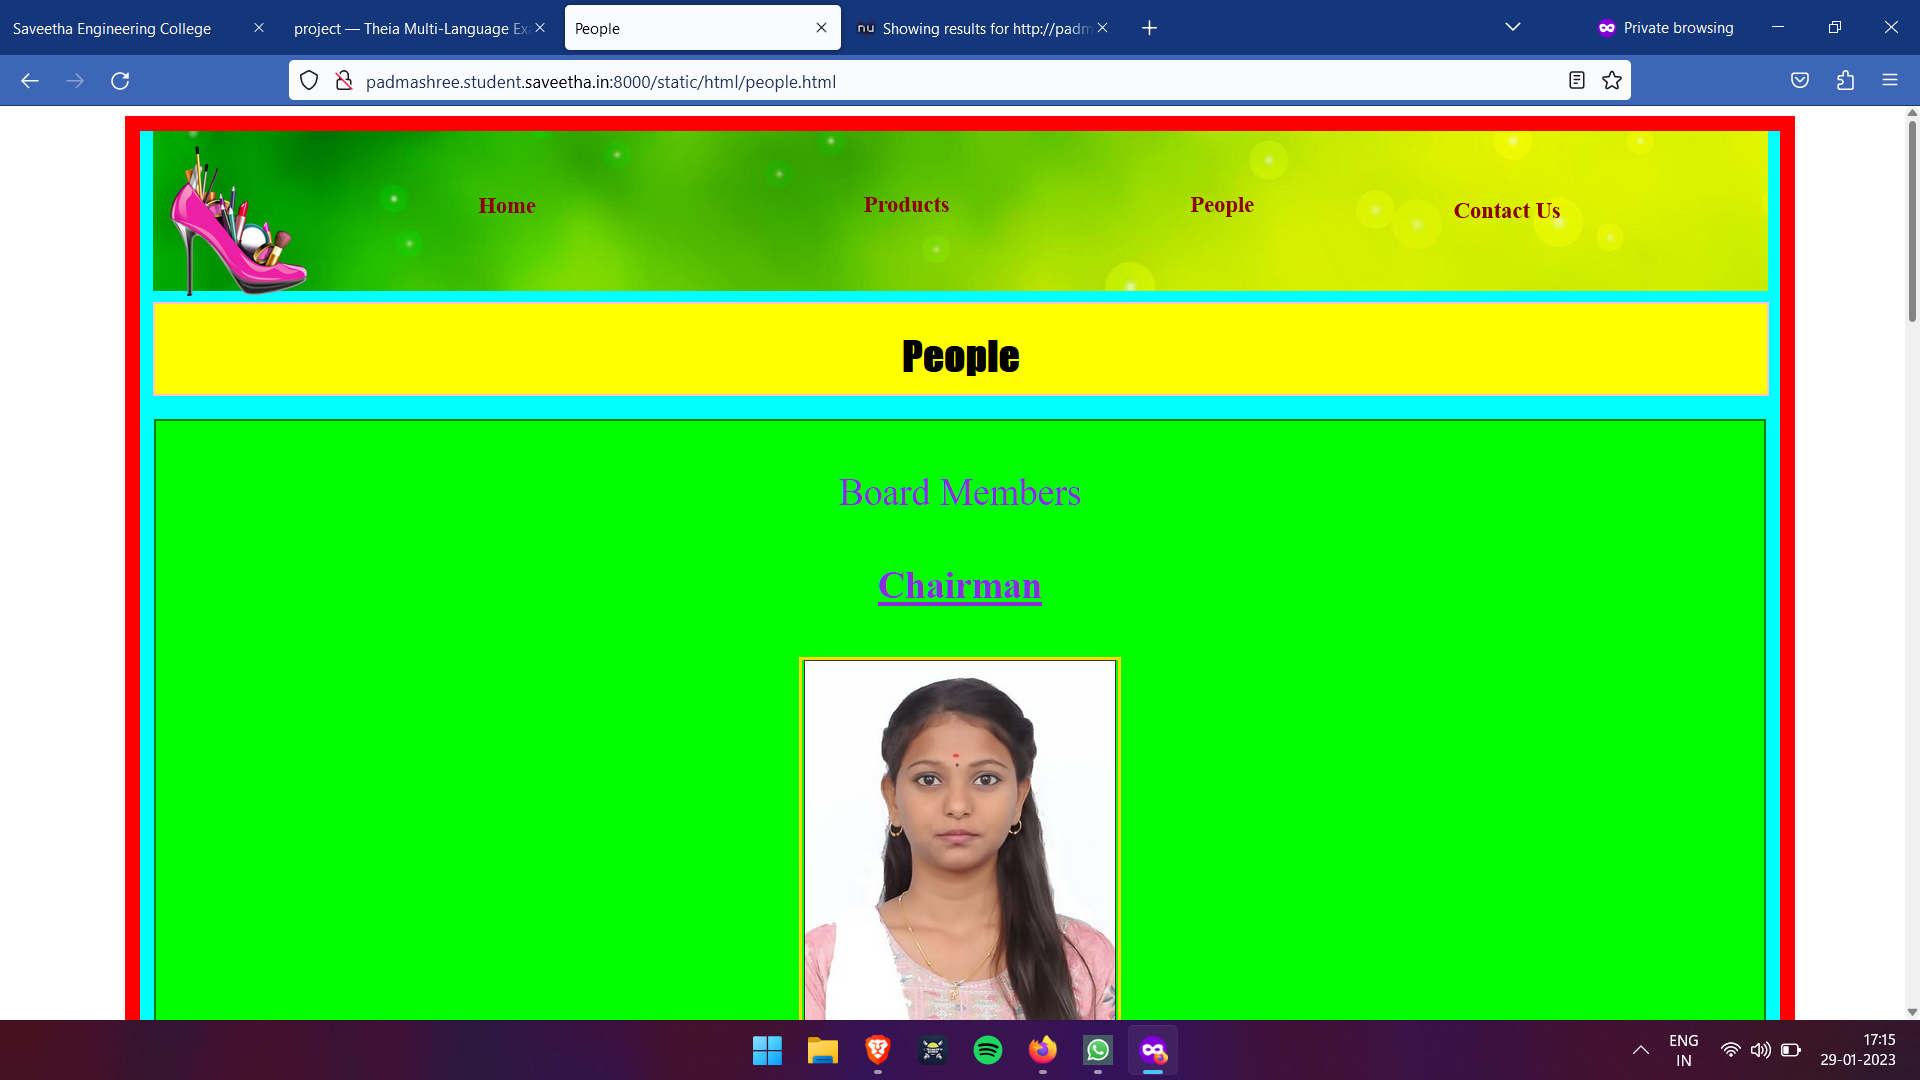 Saveetha Engineering College
project — Theia Multi-Language Ex
People
nu Showing results for http://padm
Private browsing
padmashree.student.saveetha.in:8000/static/html/people.html
Home
Products
People
Contact Us
People
Board Members
Chairman
ENG
IN
17:15
29-01-2023